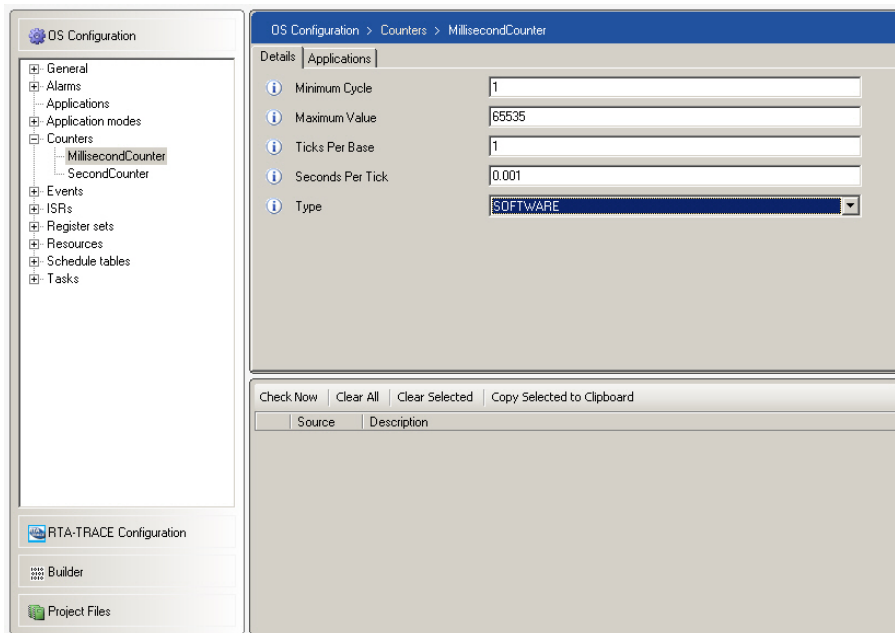 OS Configuration
General
Alarms
Applications
Application modes
Counters
MillisecondCounter
SecondCounter
Events
ISRs
Register sets
Resources
Schedule tables
Tasks
RTA-TRACE Configuration
Builder
Project Files
OS Configuration > Counters > MillisecondCounter
Details Applications
Minimum Cycle 1
Maximum Value 65535
Ticks Per Base 1
Seconds Per Tick 0.001
Type SOFTWARE
Check Now Clear All Clear Selected Copy Selected to Clipboard
Source Description